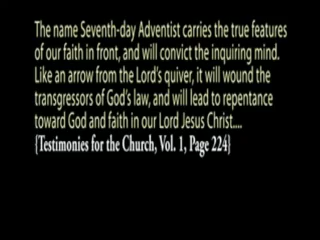 The name Seventh-day Adventist carries the true features
of our faith in front, and will convict the inquiring mind.
Like an arrow from the Lord's quiver, it will wound the
transgressors of God's law, and will lead to repentance
toward God and faith in our Lord Jesus Christ....
{Testimonies for the Church, Vol. 1, Page 224}